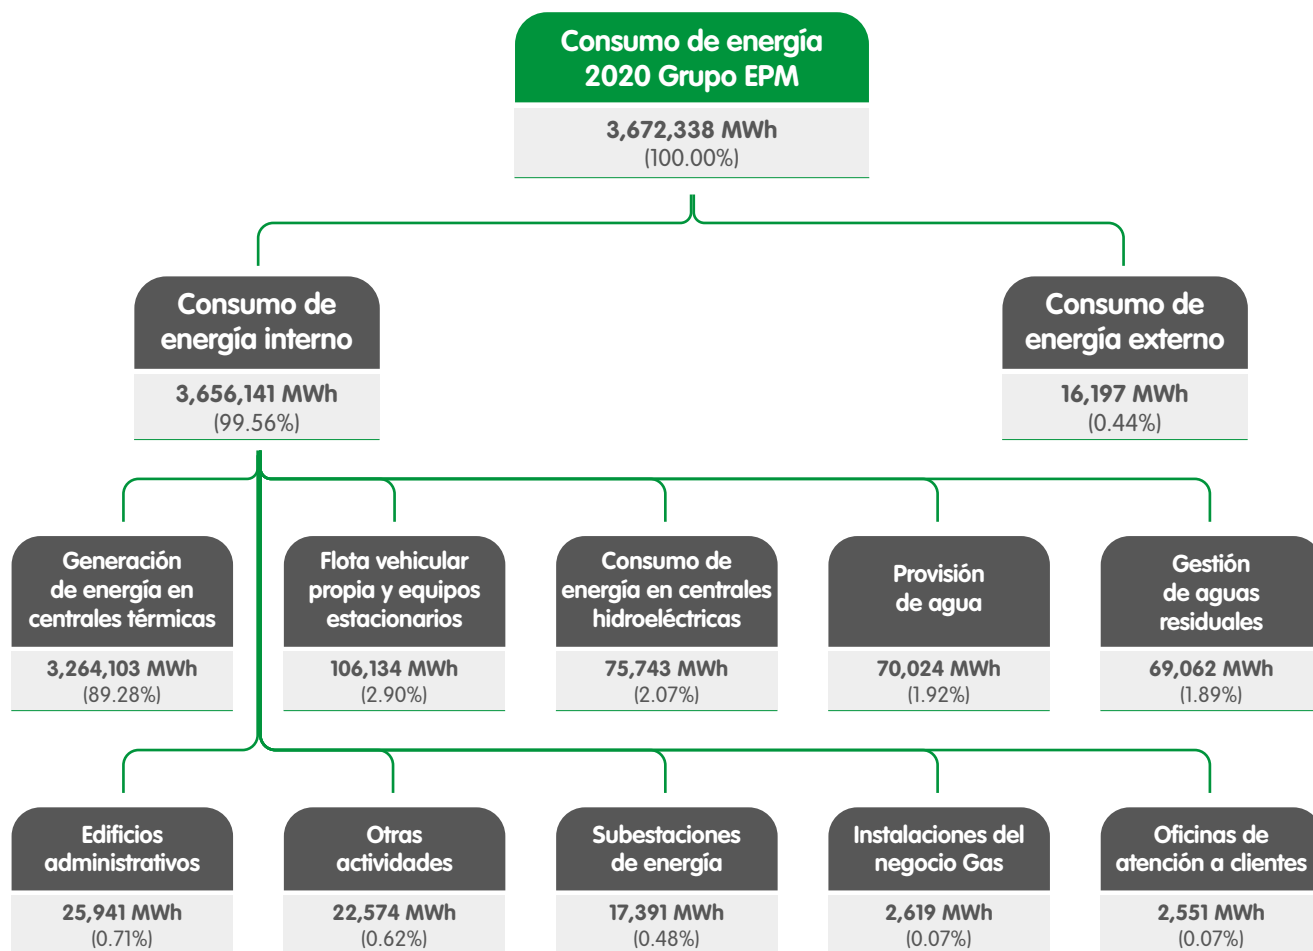 Consumo de energía
2020 Grupo EPM
3,672,338 MWh
(100.00%)
Consumo de
energía interno
3,656,141 MWh
(99.56%)
Consumo de
energía externo
16,197 MWh
(0.44%)
Generación
de energía en
centrales térmicas
3,264,103 MWh
(89.28%)
Flota vehicular
propia y equipos
estacionarios
106,134 MWh
(2.90%)
Consumo de
energía en centrales
hidroeléctricas
75,743 MWh
(2.07%)
Provisión
de agua
70,024 MWh
(1.92%)
Gestión
de aguas
residuales
69,062 MWh
(1.89%)
Edificios
administrativos
25,941 MWh
(0.71%)
Otras
actividades
22,574 MWh
(0.62%)
Subestaciones
de energía
17,391 MWh
(0.48%)
Instalaciones del
negocio Gas
2,619 MWh
(0.07%)
Oficinas de
atención a clientes
2,551 MWh
(0.07%)